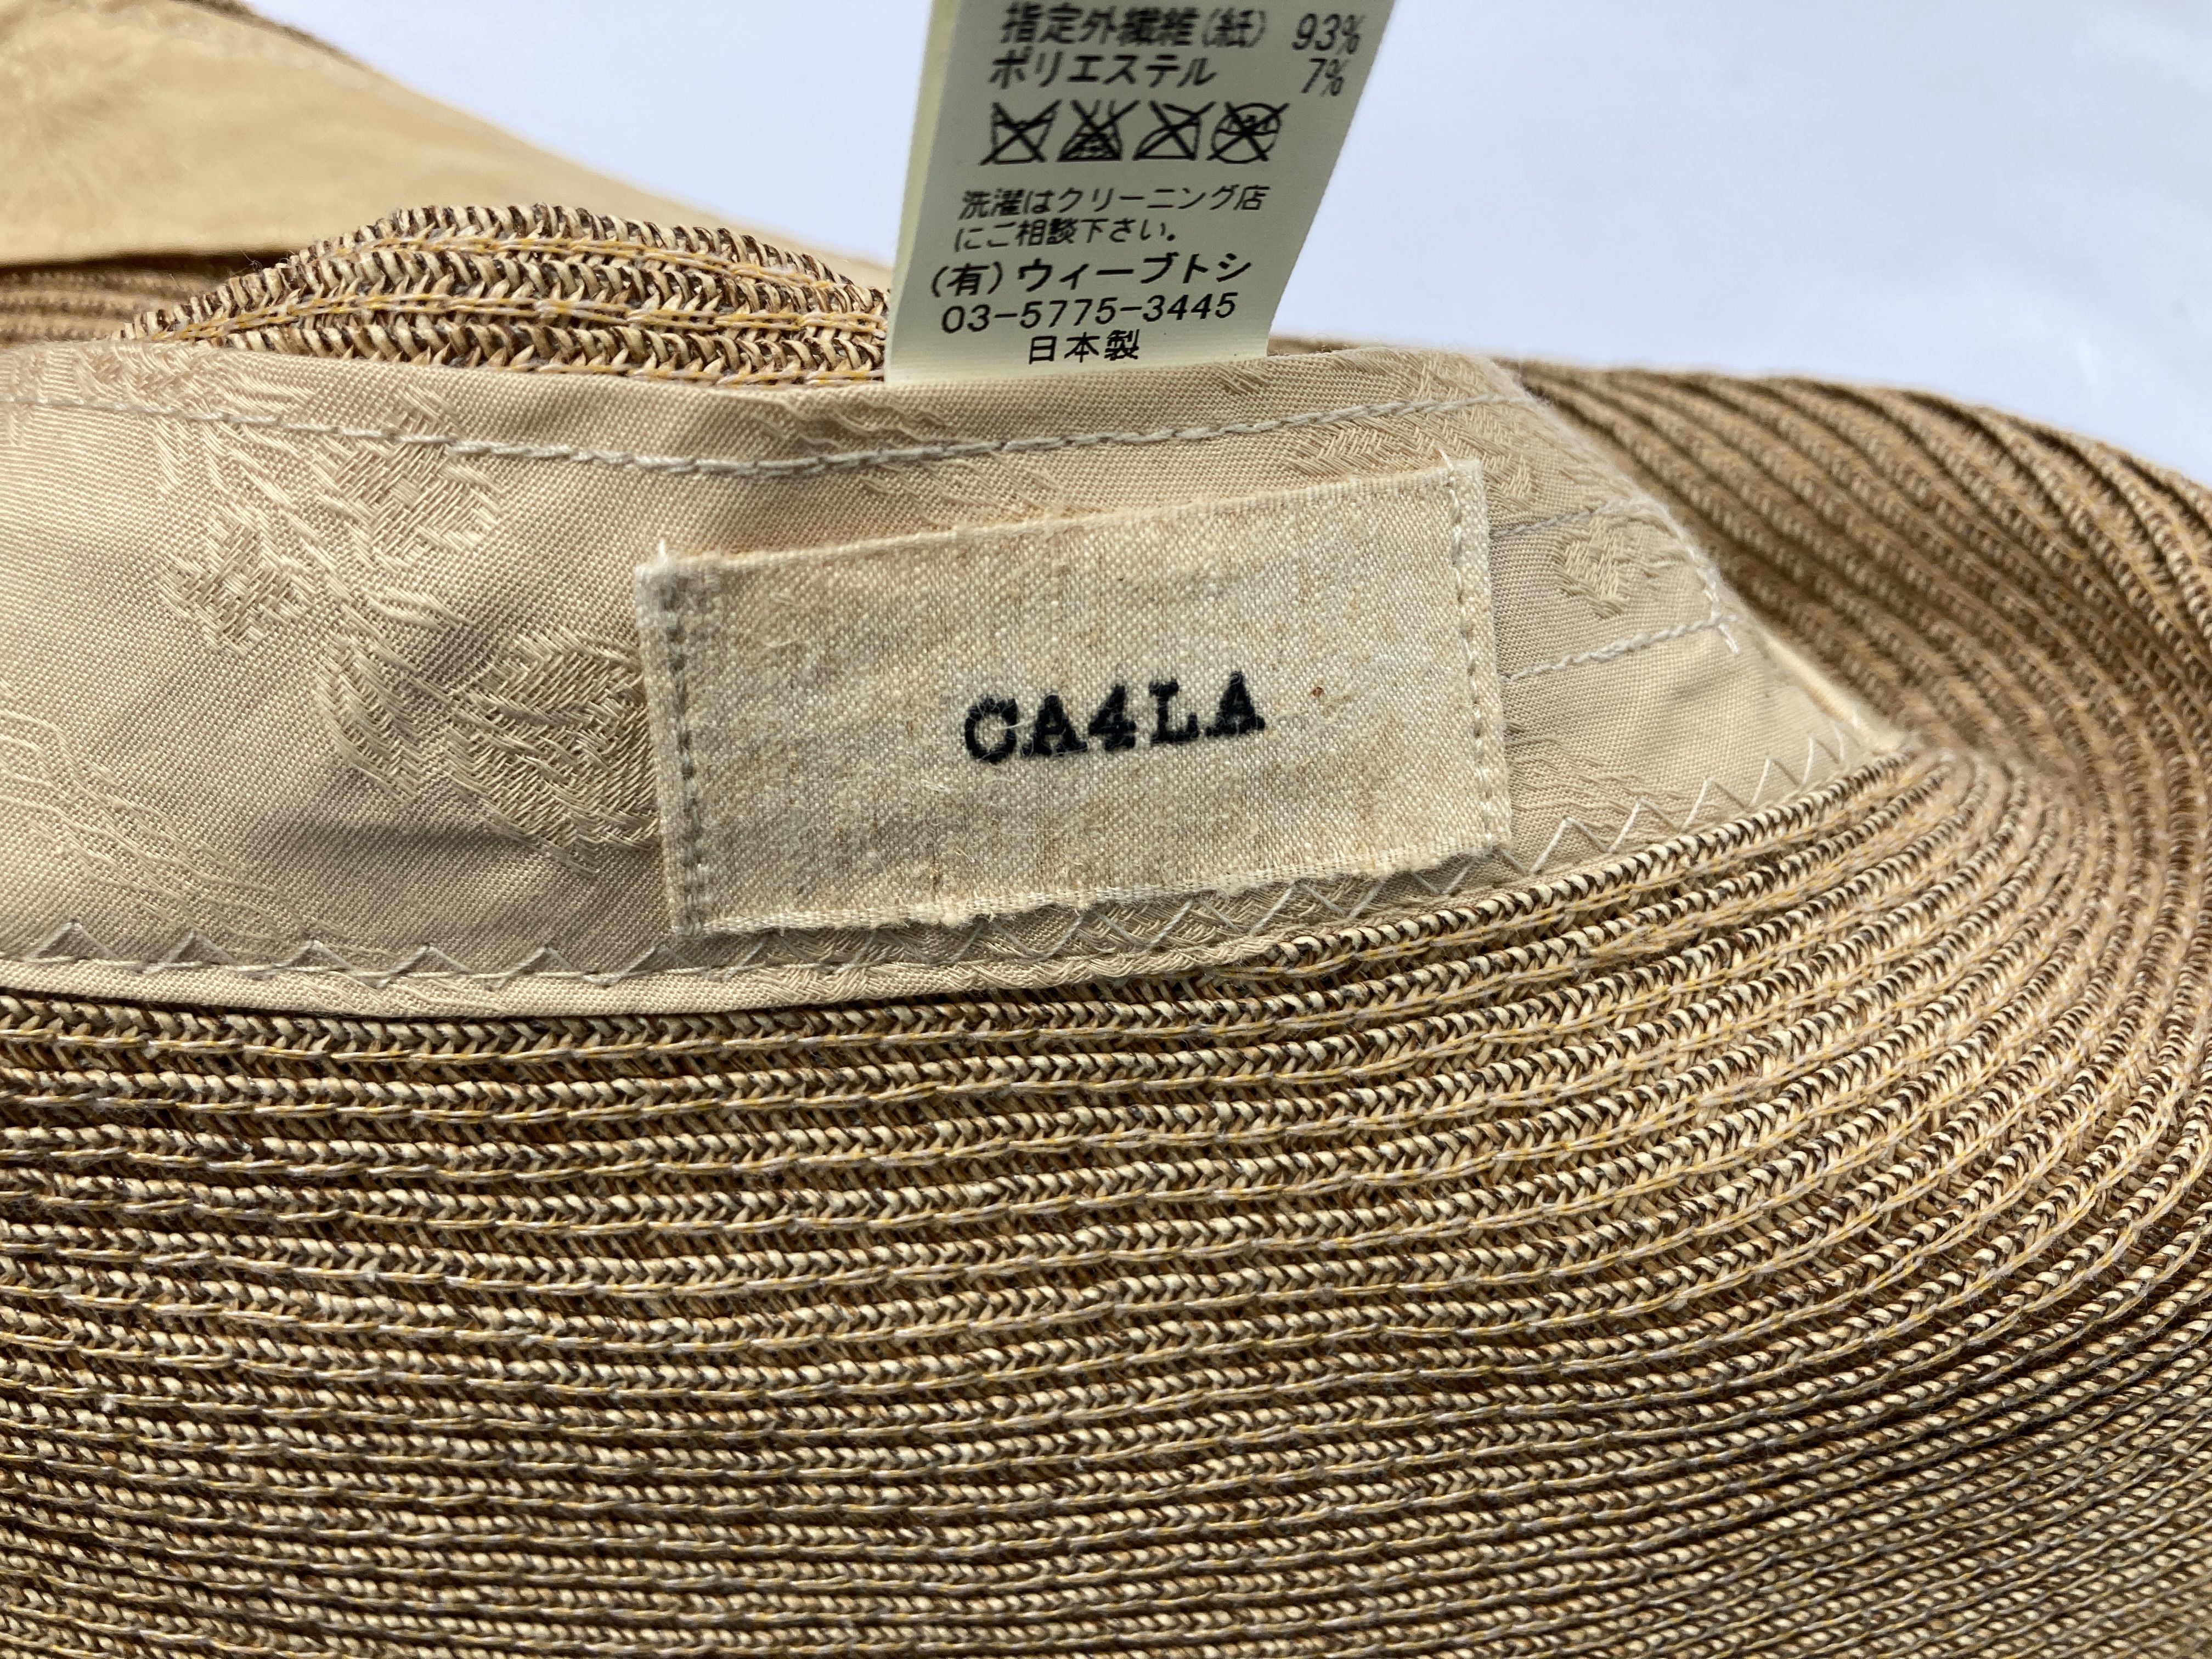 指定外繊維(紙) 93%
ポリエステル 7%
洗濯はクリーニング店
にご相談下さい。
(有)ウィーブトシ
03-5775-3445
日本製
CA4LA